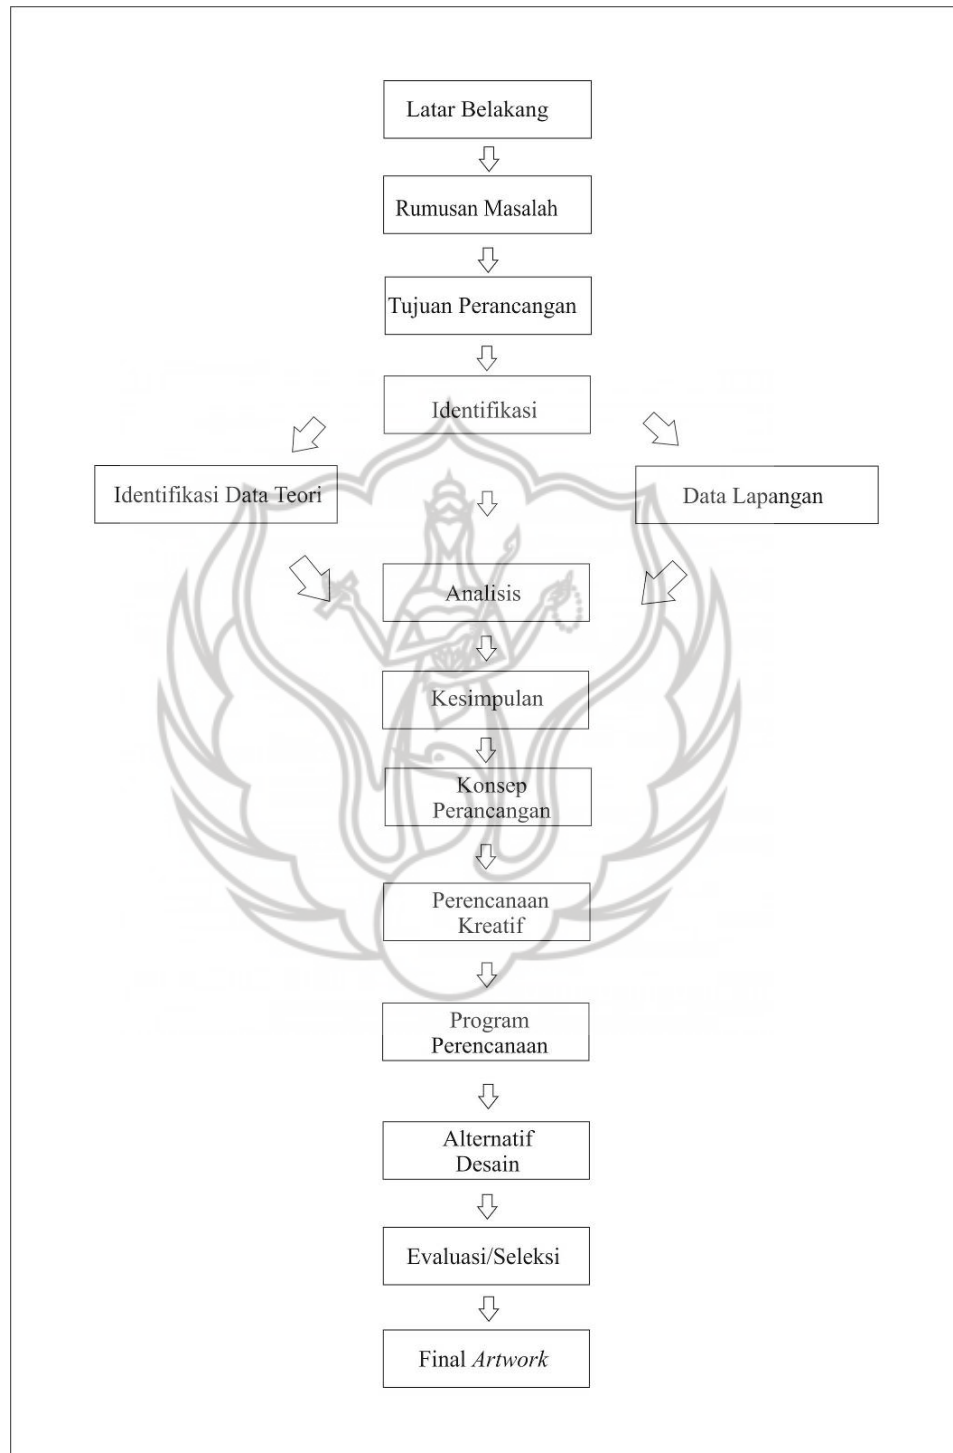 Latar Belakang
Rumusan Masalah
Tujuan Perancangan
Identifikasi
Identifikasi Data Teori
Data Lapangan
Analisis
Kesimpulan
Konsep
Perancangan
Perencanaan
Kreatif
Program
Perencanaan
Alternatif
Desain
Evaluasi/Seleksi
Final Artwork